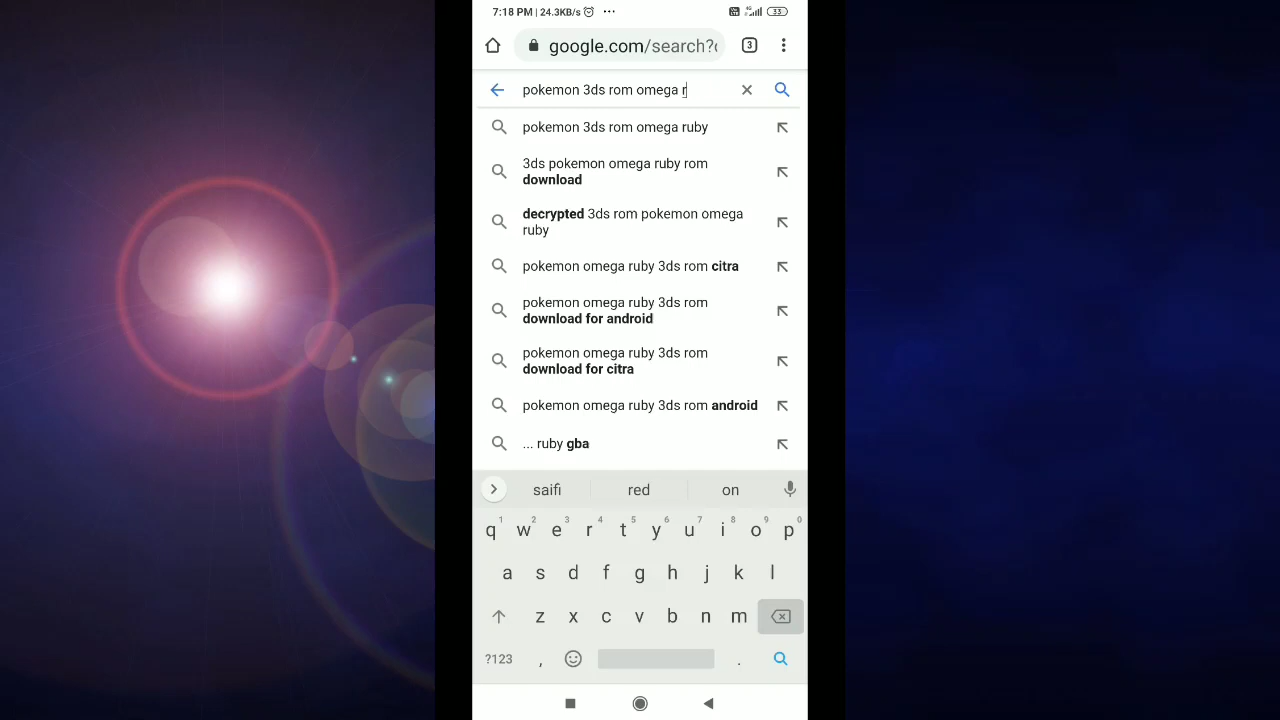 7:18 PM | 24.3KB/s ...
4G 33
google.com/search?
3
pokemon 3ds rom omega r
pokemon 3ds rom omega ruby
3ds pokemon omega ruby rom
download
decrypted 3ds rom pokemon omega
ruby
pokemon omega ruby 3ds rom citra
pokemon omega ruby 3ds rom
download for android
pokemon omega ruby 3ds rom
download for citra
pokemon omega ruby 3ds rom android
... ruby gba
saifi red on
1 2 3 4 5 6 7 8 9 0
q w e r t y u i o p
a s d f g h j k l
z x c v b n m
?123 , .